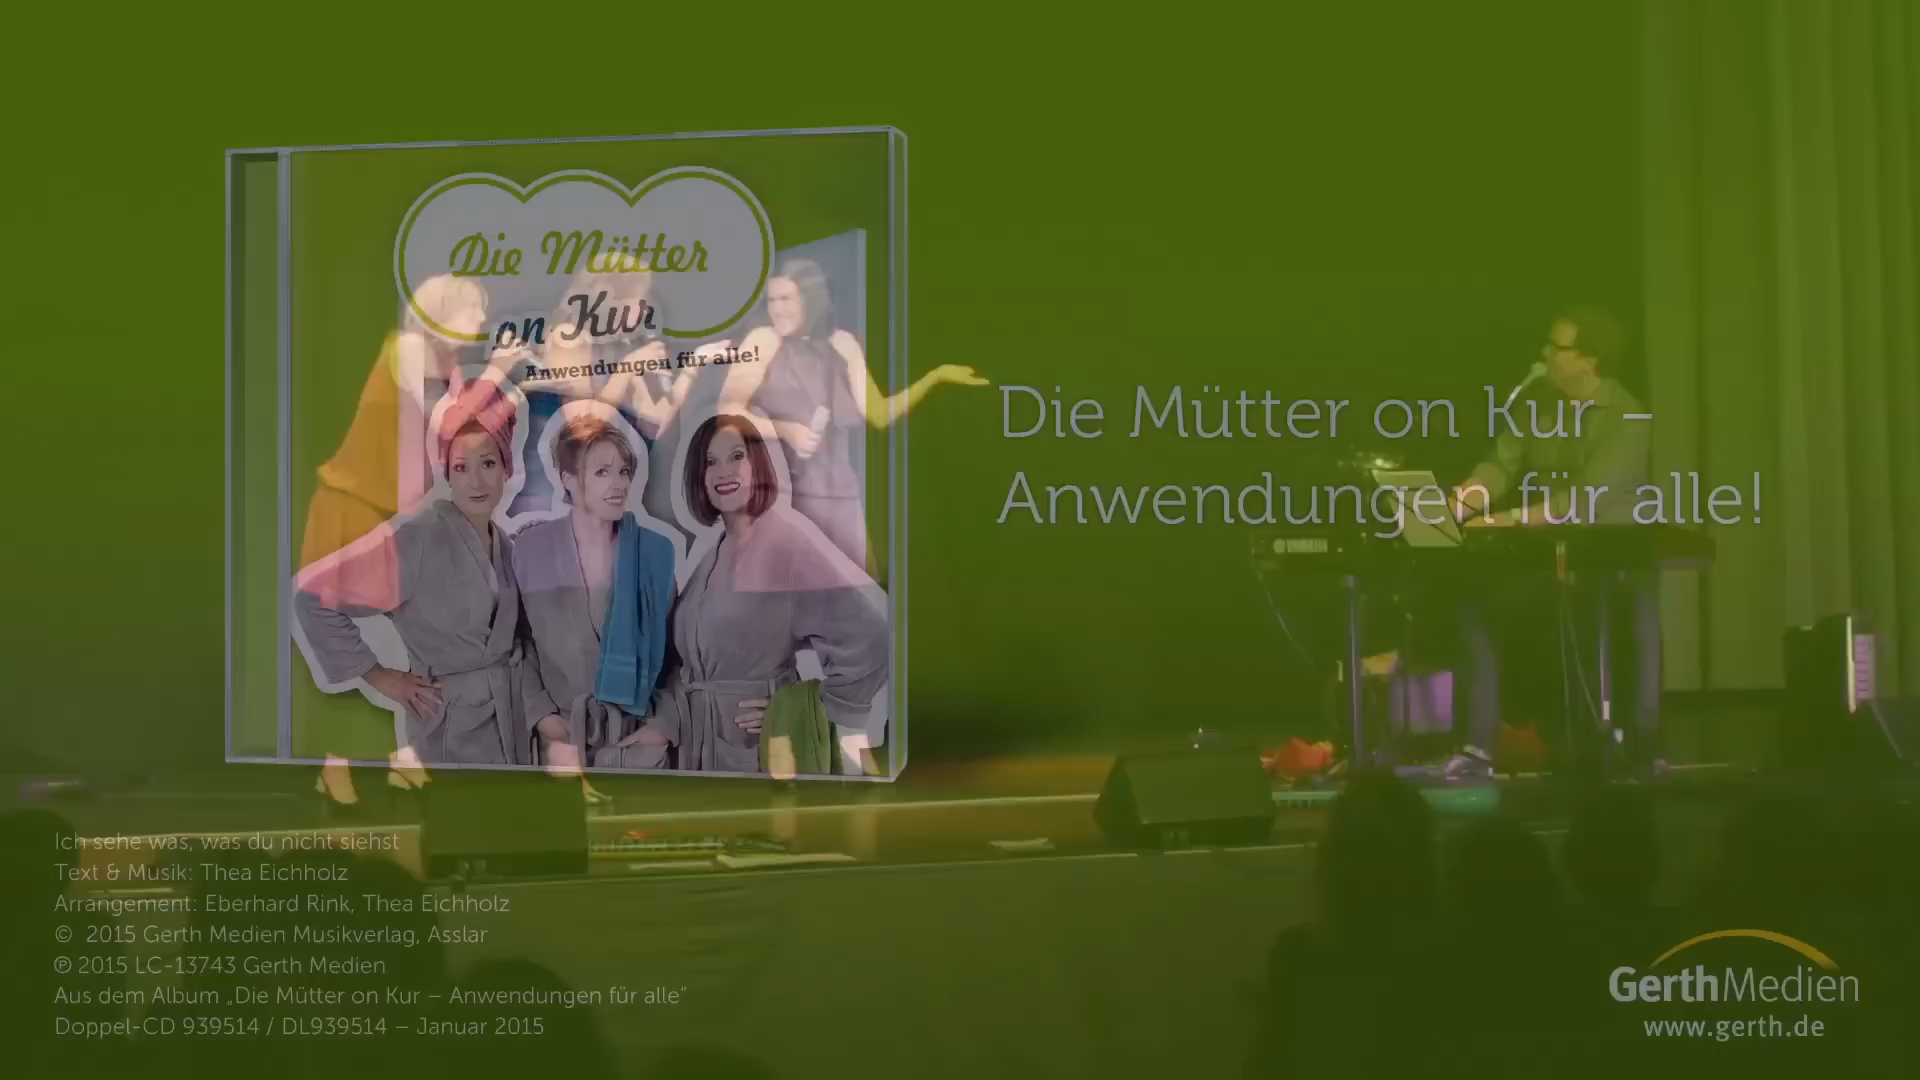 Die Mütter
on Kur
Anwendungen für alle!
Die Mütter on Kur –
Anwendungen für alle!
YAMAHA
Ich sehe was, was du nicht siehst
Text & Musik: Thea Eichholz
Arrangement: Eberhard Rink, Thea Eichholz
© 2015 Gerth Medien Musikverlag, Asslar
℗ 2015 LC-13743 Gerth Medien
Aus dem Album „Die Mütter on Kur – Anwendungen für alle“
Doppel-CD 939514 / DL939514 – Januar 2015
GerthMedien
www.gerth.de